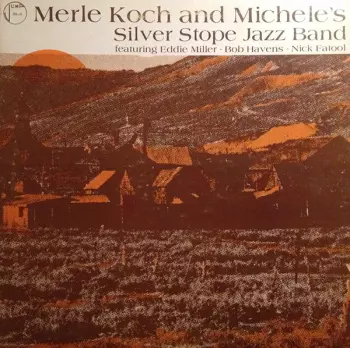 Merle Koch and Michele's
Silver Stope Jazz Band
featuring Eddie Miller · Bob Havens · Nick Fatool